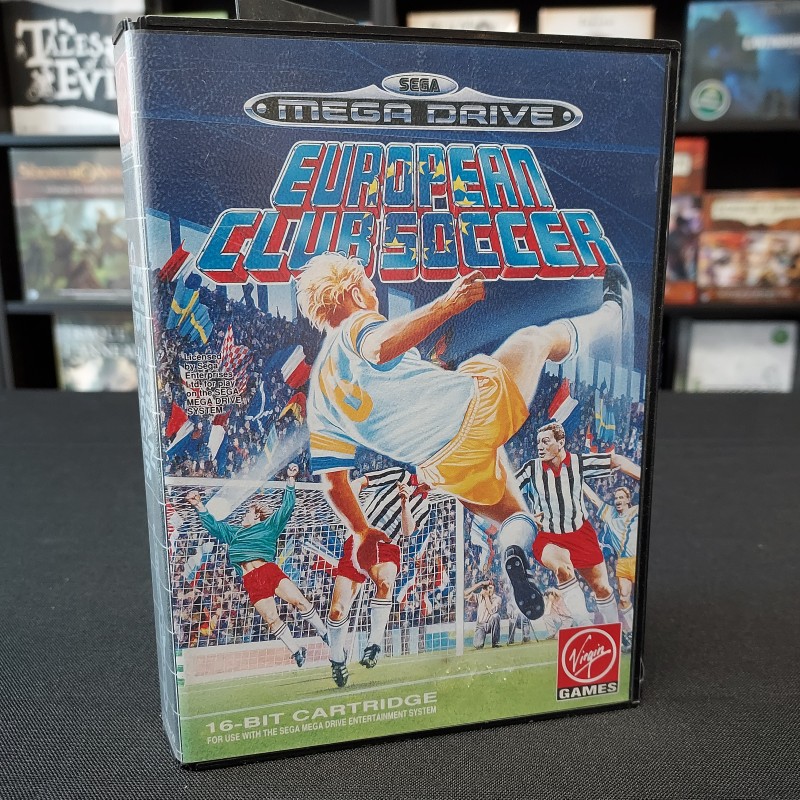 TALES
EVI
SEGA
MEGA DRIVE
EUROPEAN
CLUB SOCCER
Licensed
by Sega
Enterprises
Ltd. for play
on the SEGA
MEGA DRIVE
SYSTEM
Virgin
GAMES
16-BIT CARTRIDGE
FOR USE WITH THE SEGA MEGA DRIVE ENTERTAINMENT SYSTEM